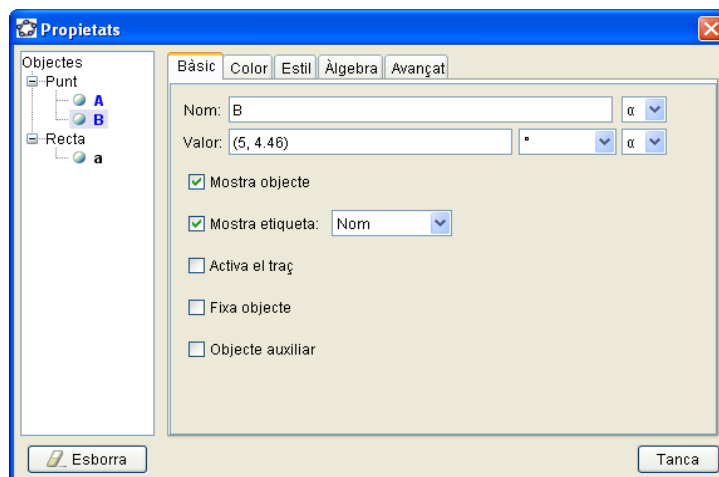 Propietats
Objectes
Punt
A
B
Recta
a
Bàsic Color Estil Àlgebra Avançat
Nom: B α
Valor: (5, 4.46) ° α
Mostra objecte
Mostra etiqueta: Nom
Activa el traç
Fixa objecte
Objecte auxiliar
Esborra
Tanca